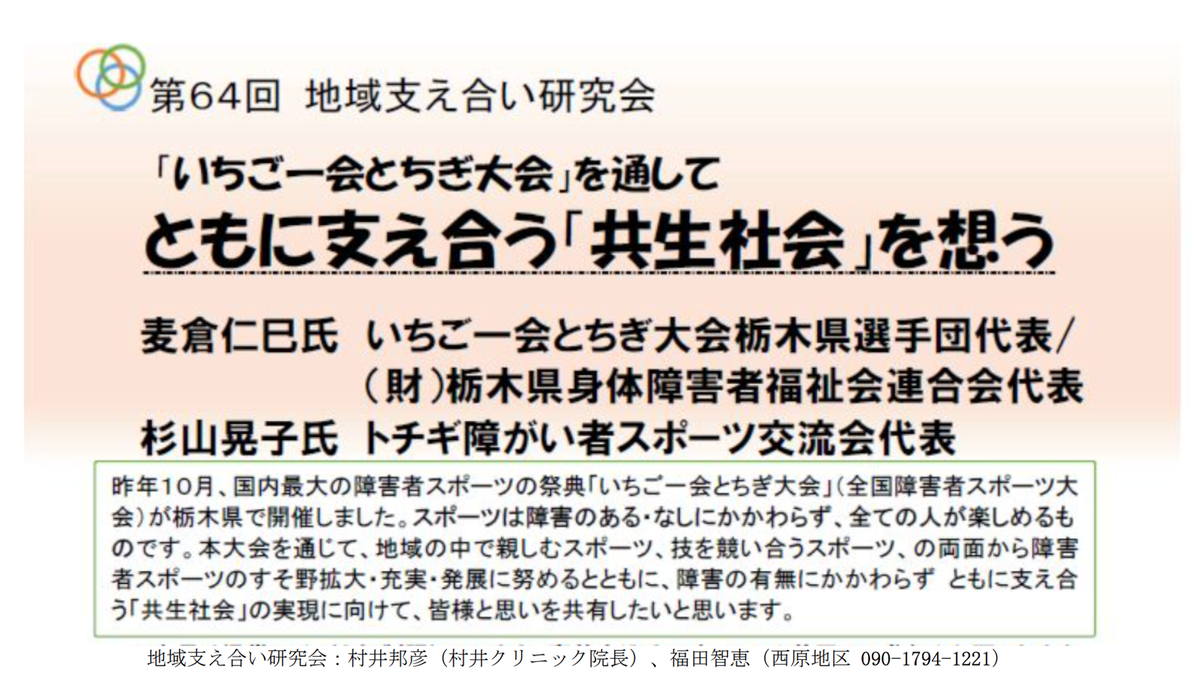 第64回 地域支え合い研究会
「いちご一会とちぎ大会」を通して
ともに支え合う「共生社会」を想う
麦倉仁巳氏 いちご一会とちぎ大会栃木県選手団代表/
(財)栃木県身体障害者福祉会連合会代表
杉山晃子氏 トチギ障がい者スポーツ交流会代表
昨年10月、国内最大の障害者スポーツの祭典「いちご一会とちぎ大会」(全国障害者スポーツ大
会)が栃木県で開催しました。スポーツは障害のある・なしにかかわらず、全ての人が楽しめるも
のです。本大会を通じて、地域の中で親しむスポーツ、技を競い合うスポーツ、の両面から障害
者スポーツのすそ野拡大・充実・発展に努めるとともに、障害の有無にかかわらず ともに支え合
う「共生社会」の実現に向けて、皆様と思いを共有したいと思います。
地域支え合い研究会：村井邦彦（村井クリニック院長）、福田智恵（西原地区 090-1794-1221）